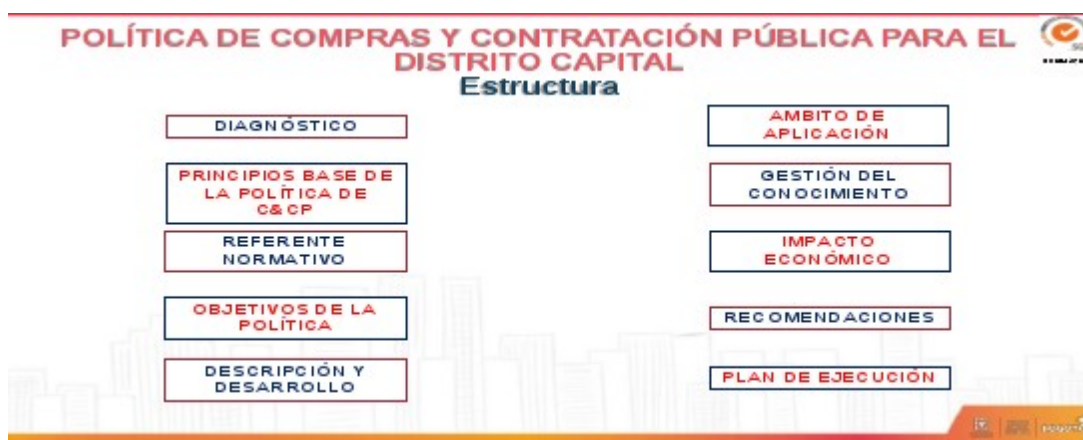 POLÍTICA DE COMPRAS Y CONTRATACIÓN PÚBLICA PARA EL
DISTRITO CAPITAL
Estructura
DIAGNÓSTICO
PRINCIPIOS BASE DE
LA POLÍTICA DE
C&CP
REFERENTE
NORMATIVO
OBJETIVOS DE LA
POLÍTICA
DESCRIPCIÓN Y
DESARROLLO
AMBITO DE
APLICACIÓN
GESTIÓN DEL
CONOCIMIENTO
IMPACTO
ECONÓMICO
RECOMENDACIONES
PLAN DE EJECUCIÓN